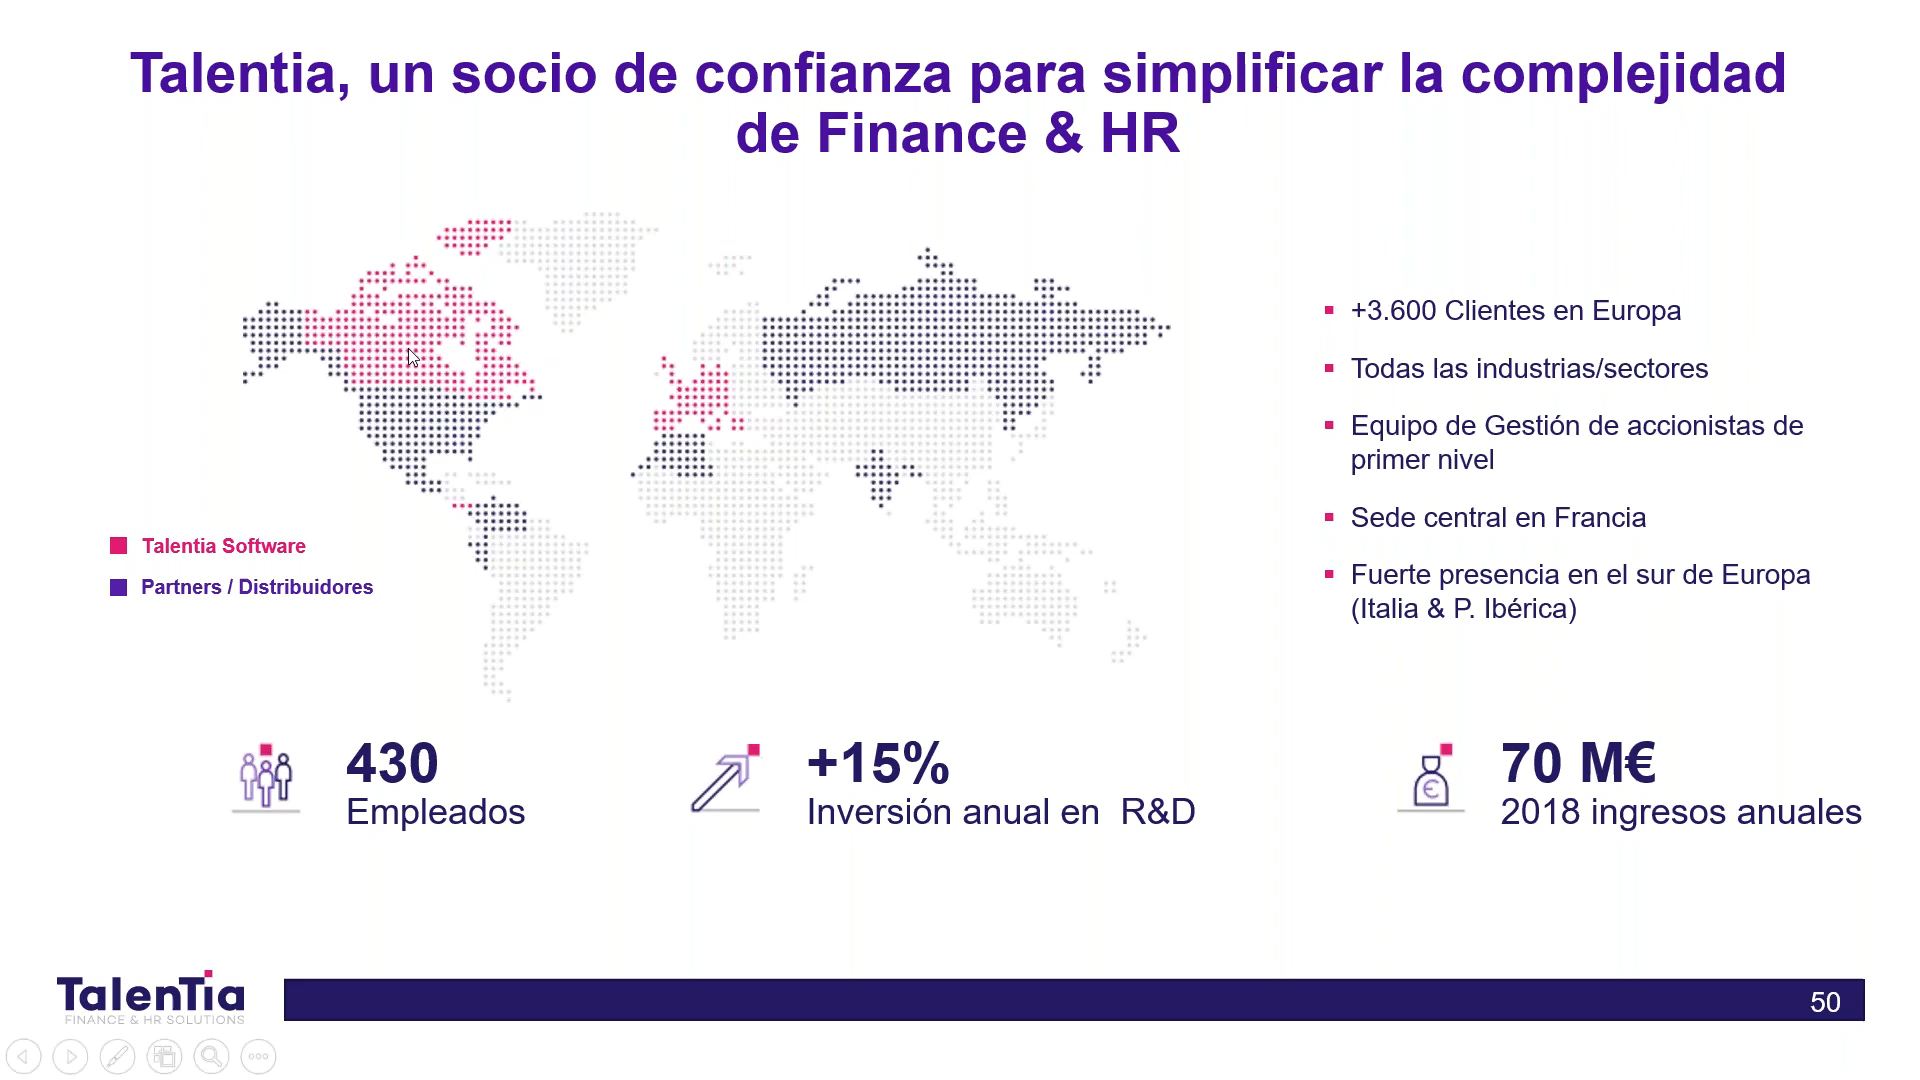 Talentia, un socio de confianza para simplificar la complejidad
de Finance & HR
Talentia Software
Partners / Distribuidores
+3.600 Clientes en Europa
Todas las industrias/sectores
Equipo de Gestión de accionistas de
primer nivel
Sede central en Francia
Fuerte presencia en el sur de Europa
(Italia & P. Ibérica)
430
Empleados
+15%
Inversión anual en R&D
€
70 M€
2018 ingresos anuales
TalenTia
FINANCE & HR SOLUTIONS
50